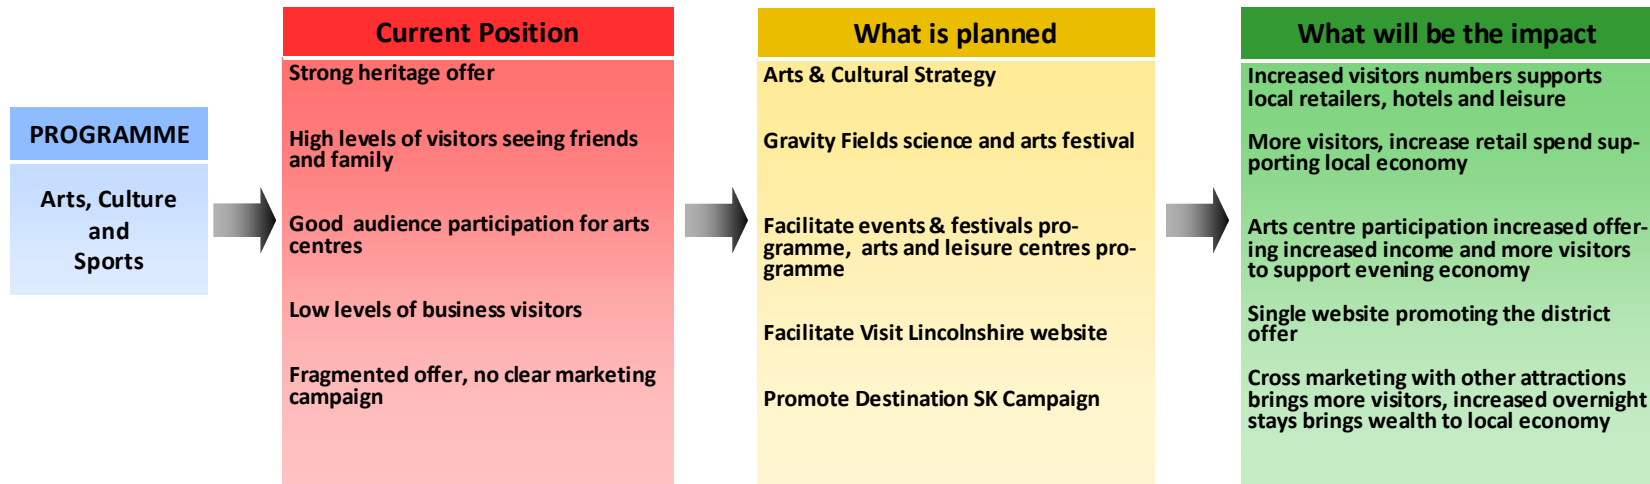 PROGRAMME
Arts, Culture
and
Sports
Current Position
Strong heritage offer
High levels of visitors seeing friends
and family
Good audience participation for arts
centres
Low levels of business visitors
Fragmented offer, no clear marketing
campaign
What is planned
Arts & Cultural Strategy
Gravity Fields science and arts festival
Facilitate events & festivals pro-
gramme, arts and leisure centres pro-
gramme
Facilitate Visit Lincolnshire website
Promote Destination SK Campaign
What will be the impact
Increased visitors numbers supports
local retailers, hotels and leisure
More visitors, increase retail spend sup-
porting local economy
Arts centre participation increased offer-
ing increased income and more visitors
to support evening economy
Single website promoting the district
offer
Cross marketing with other attractions
brings more visitors, increased overnight
stays brings wealth to local economy